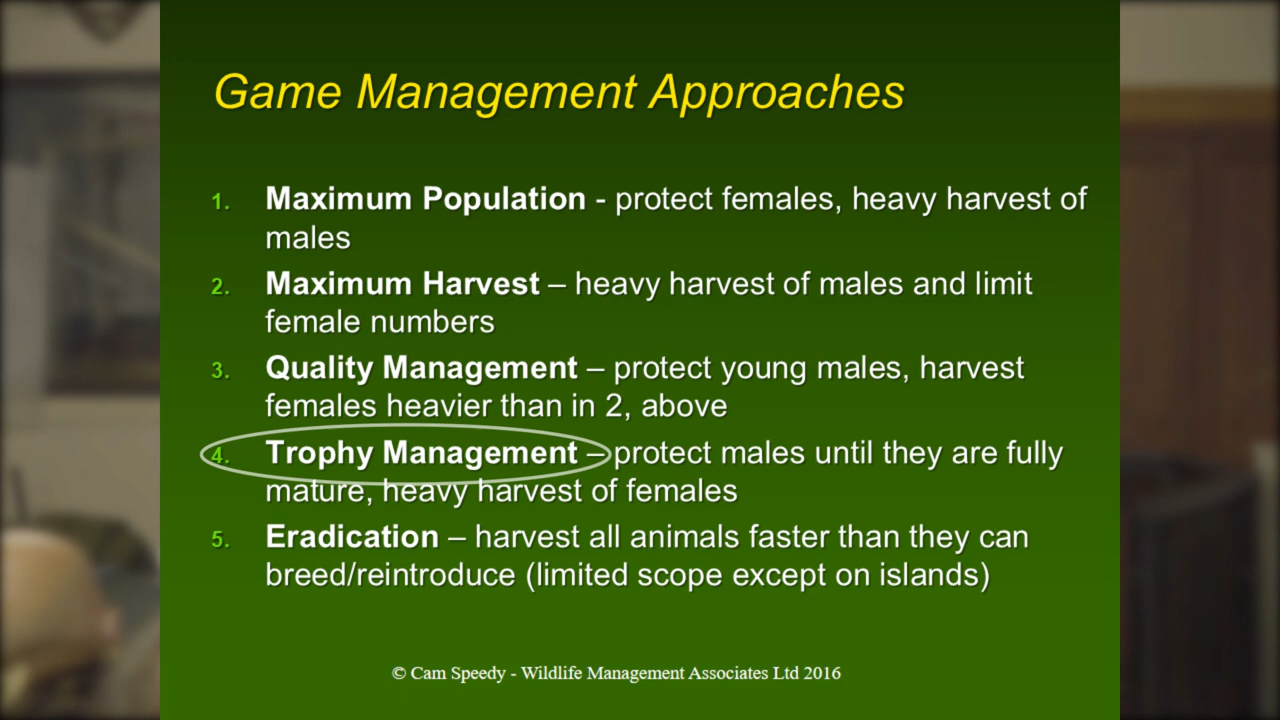 Game Management Approaches
1. Maximum Population - protect females, heavy harvest of
males
2. Maximum Harvest – heavy harvest of males and limit
female numbers
3. Quality Management – protect young males, harvest
females heavier than in 2, above
4. Trophy Management – protect males until they are fully
mature, heavy harvest of females
5. Eradication – harvest all animals faster than they can
breed/reintroduce (limited scope except on islands)
© Cam Speedy - Wildlife Management Associates Ltd 2016